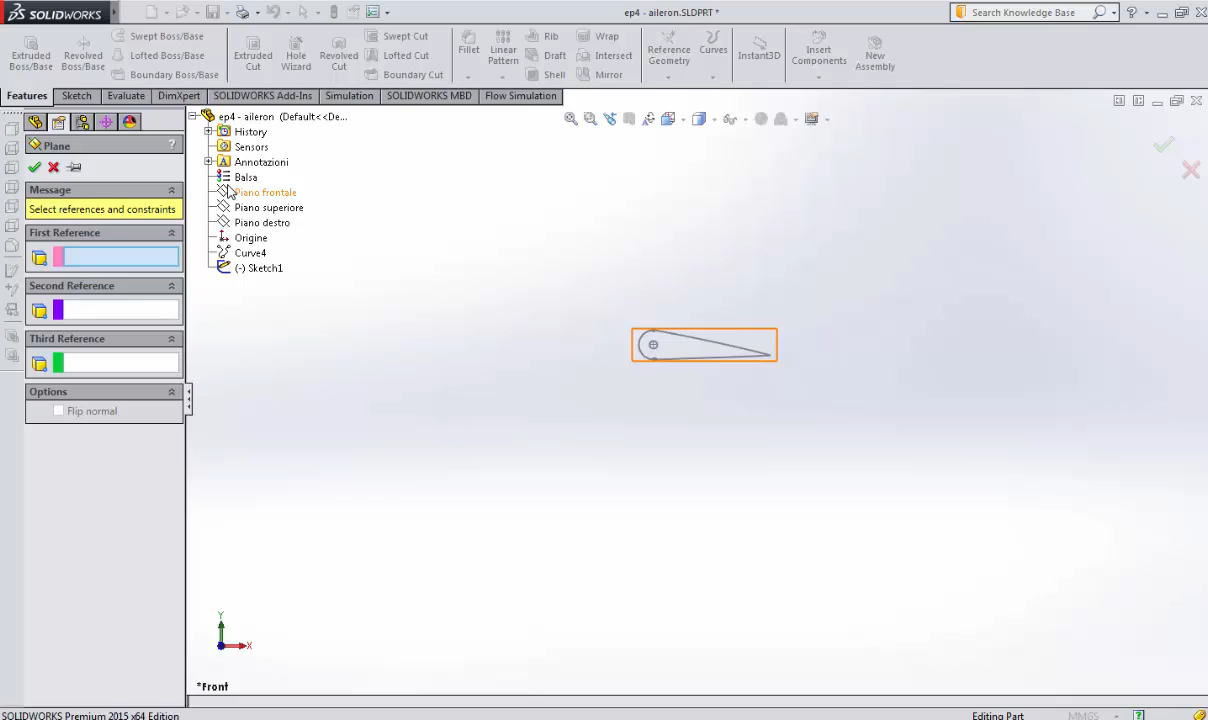 SOLIDWORKS
ep4 - aileron.SLDPRT *
Search Knowledge Base
Extruded Boss/Base
Revolved Boss/Base
Swept Boss/Base
Lofted Boss/Base
Boundary Boss/Base
Extruded Cut
Hole Wizard
Revolved Cut
Swept Cut
Lofted Cut
Boundary Cut
Fillet
Linear Pattern
Rib
Draft
Shell
Wrap
Intersect
Mirror
Reference Geometry
Curves
Instant3D
Insert Components
New Assembly
Features
Sketch
Evaluate
DimXpert
SOLIDWORKS Add-Ins
Simulation
SOLIDWORKS MBD
Flow Simulation
Plane
?
Message
Select references and constraints
First Reference
Second Reference
Third Reference
Options
Flip normal
ep4 - aileron (Default<<De...
History
Sensors
Annotazioni
Balsa
Piano frontale
Piano superiore
Piano destro
Origine
Curve4
(-) Sketch1
Y
X
*Front
SOLIDWORKS Premium 2015 x64 Edition
Editing Part
MMGS